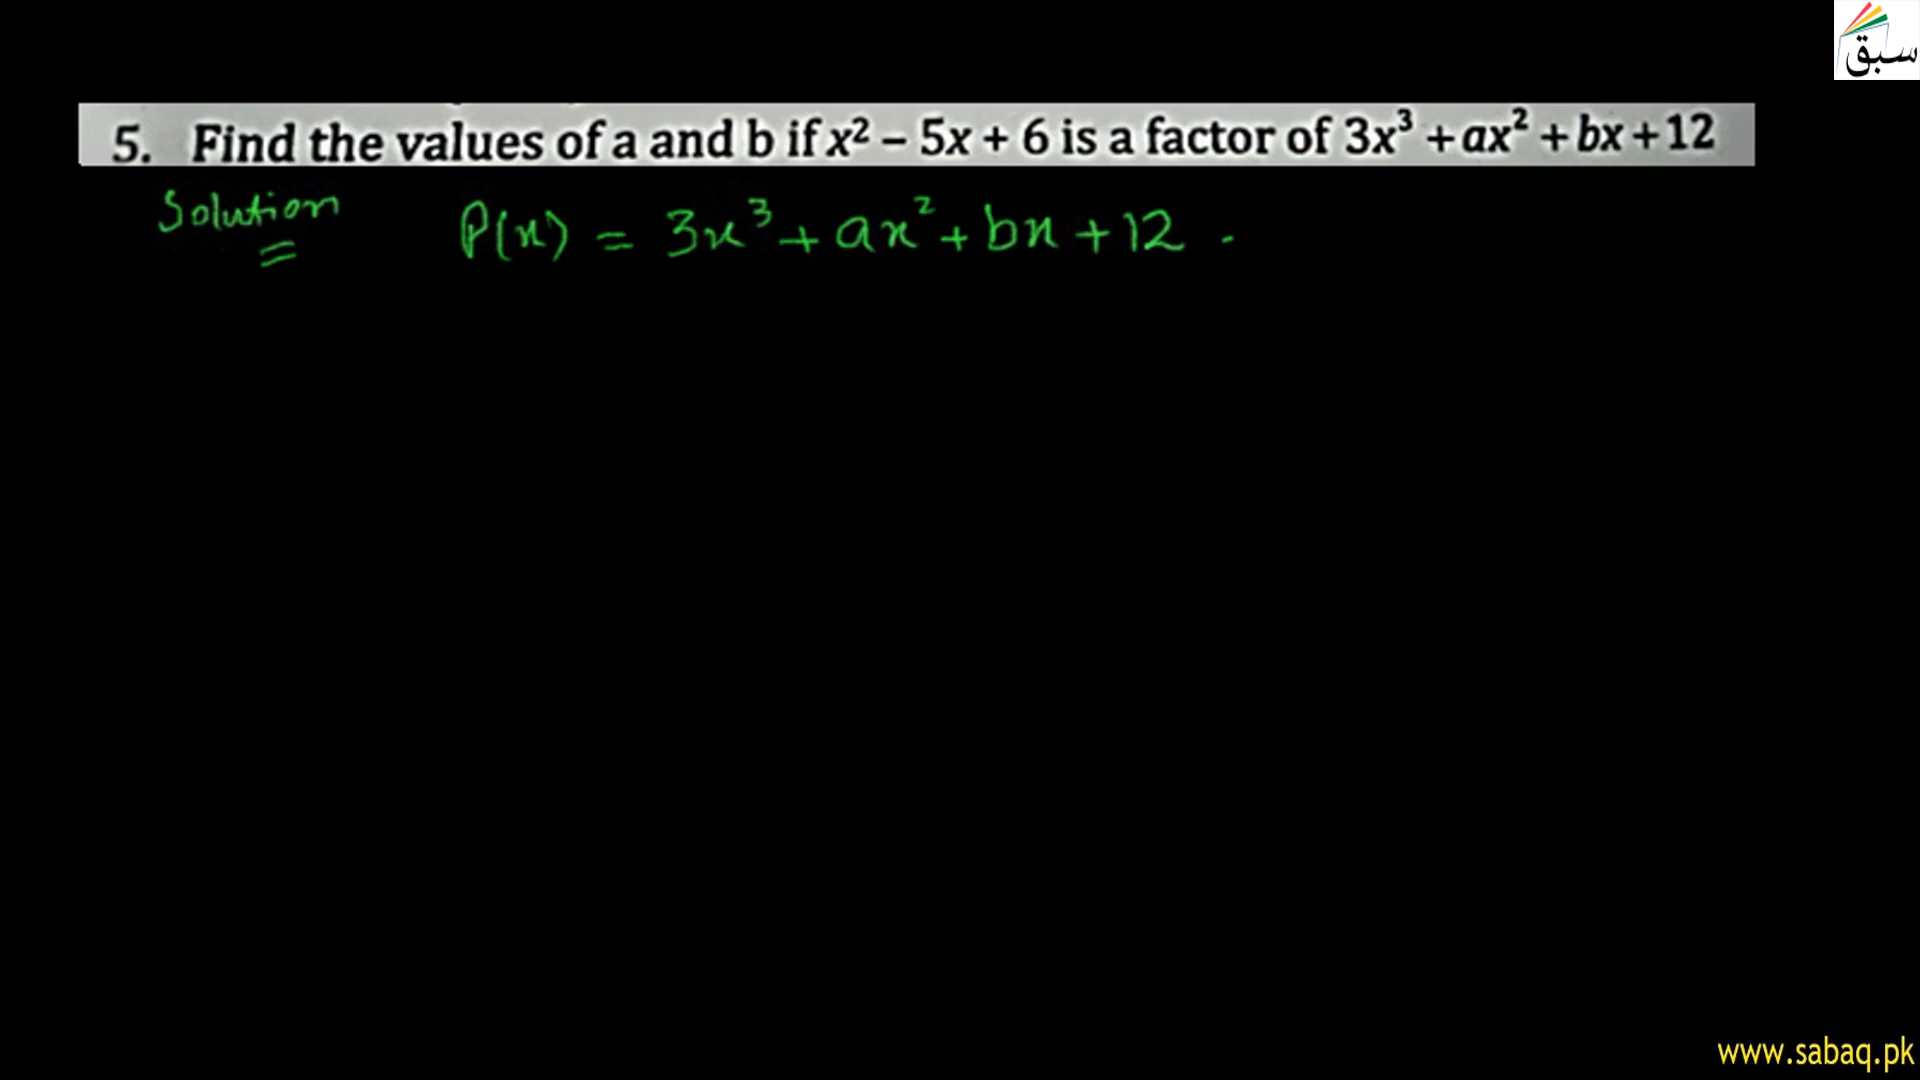 سبق
5. Find the values of a and b if x² – 5x + 6 is a factor of 3x³ + ax² + bx + 12
Solution
P(x) = 3x³ + ax² + bx + 12 .
www.sabaq.pk